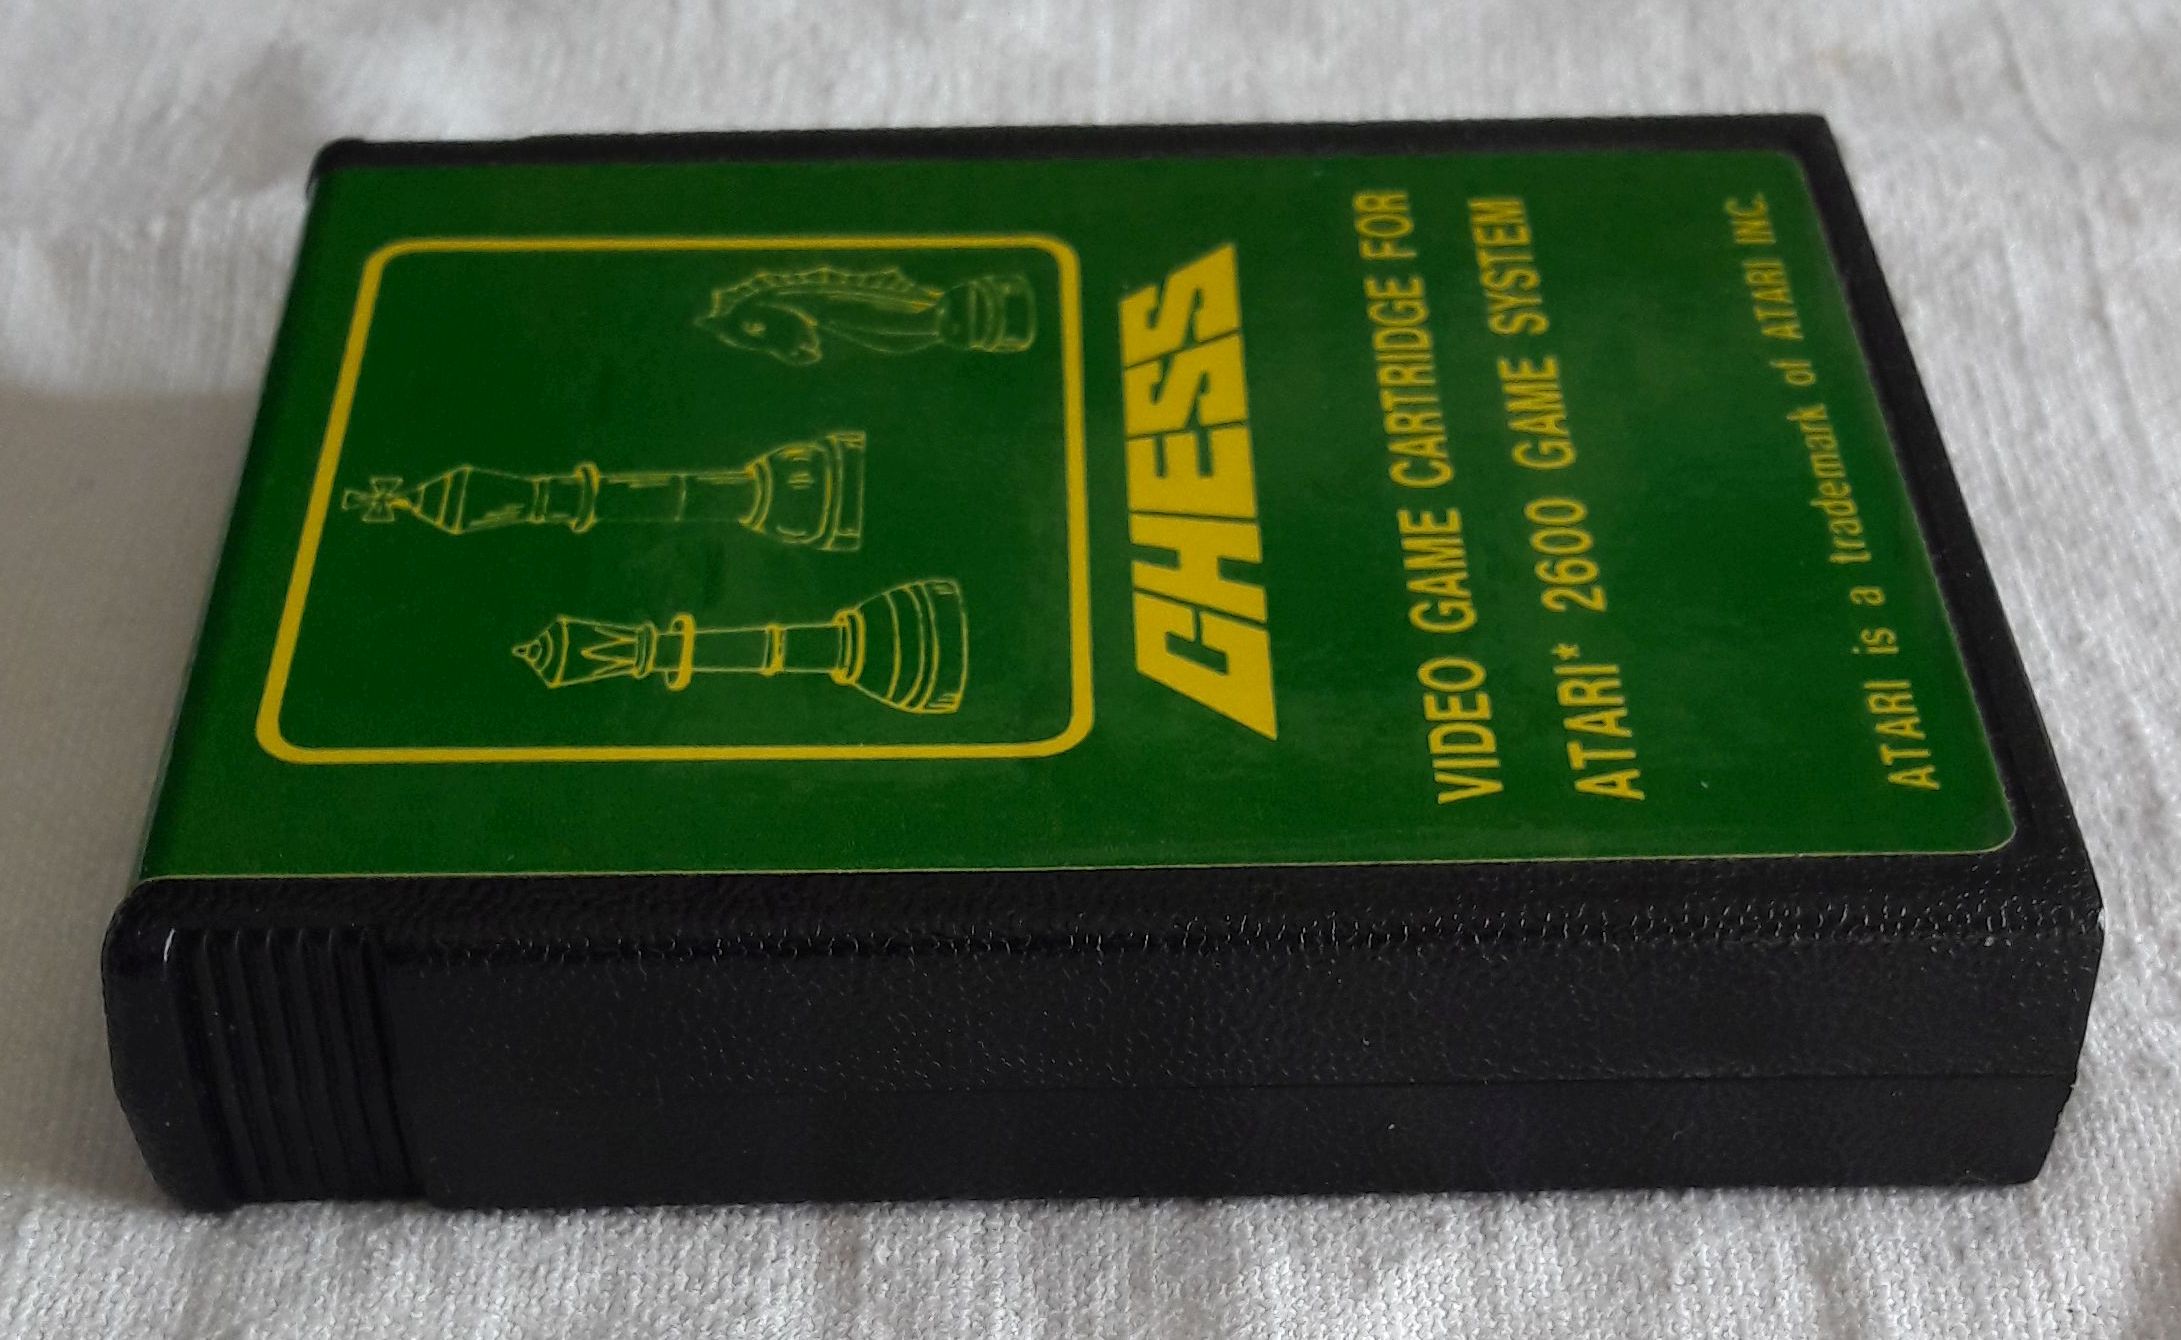 CHESS
VIDEO GAME CARTRIDGE FOR
ATARI* 2600 GAME SYSTEM
ATARI is a trademark of ATARI INC.